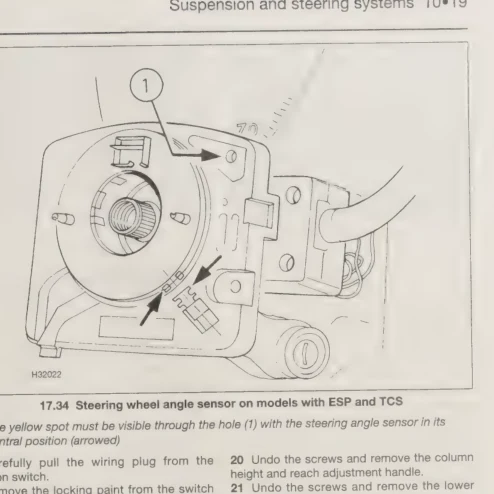 Suspension and steering systems 10•19
1
H32022
17.34 Steering wheel angle sensor on models with ESP and TCS
yellow spot must be visible through the hole (1) with the steering angle sensor in its
position (arrowed)
pull the wiring plug from the
switch.
the locking paint from the switch
20 Undo the screws and remove the column
height and reach adjustment handle.
21 Undo the screws and remove the lower